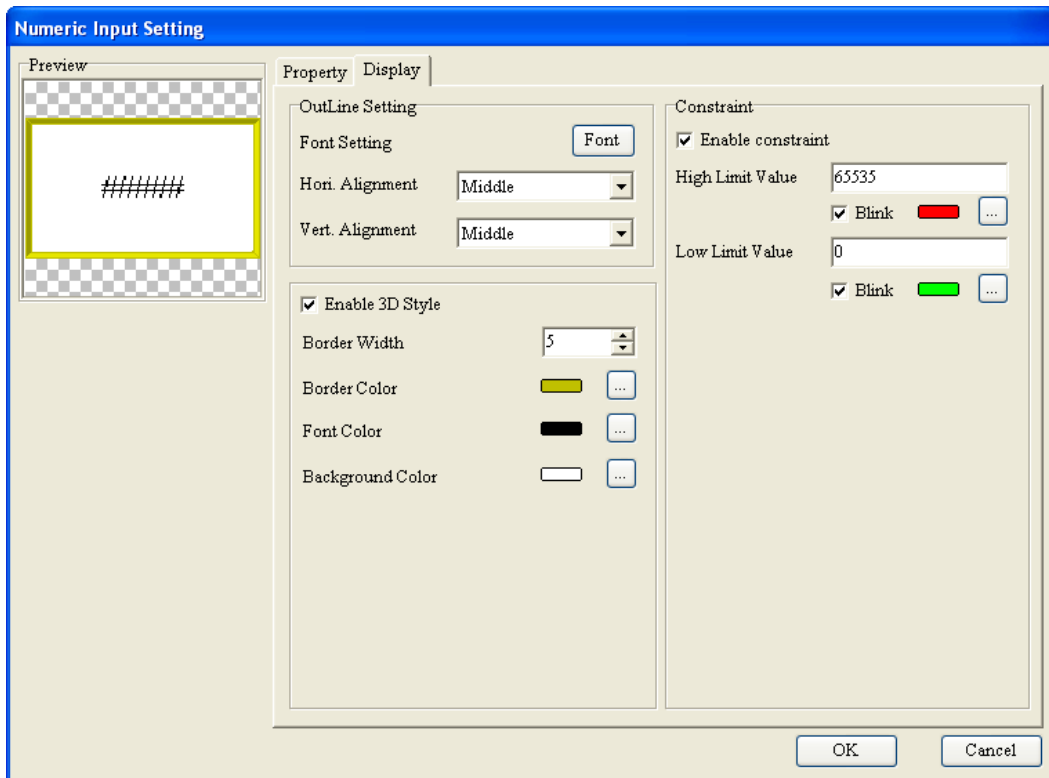 Numeric Input Setting
Preview
########
Property Display
OutLine Setting
Font Setting Font
Hori. Alignment Middle
Vert. Alignment Middle
Enable 3D Style
Border Width 5
Border Color ...
Font Color ...
Background Color ...
Constraint
Enable constraint
High Limit Value 65535
Blink ...
Low Limit Value 0
Blink ...
OK Cancel